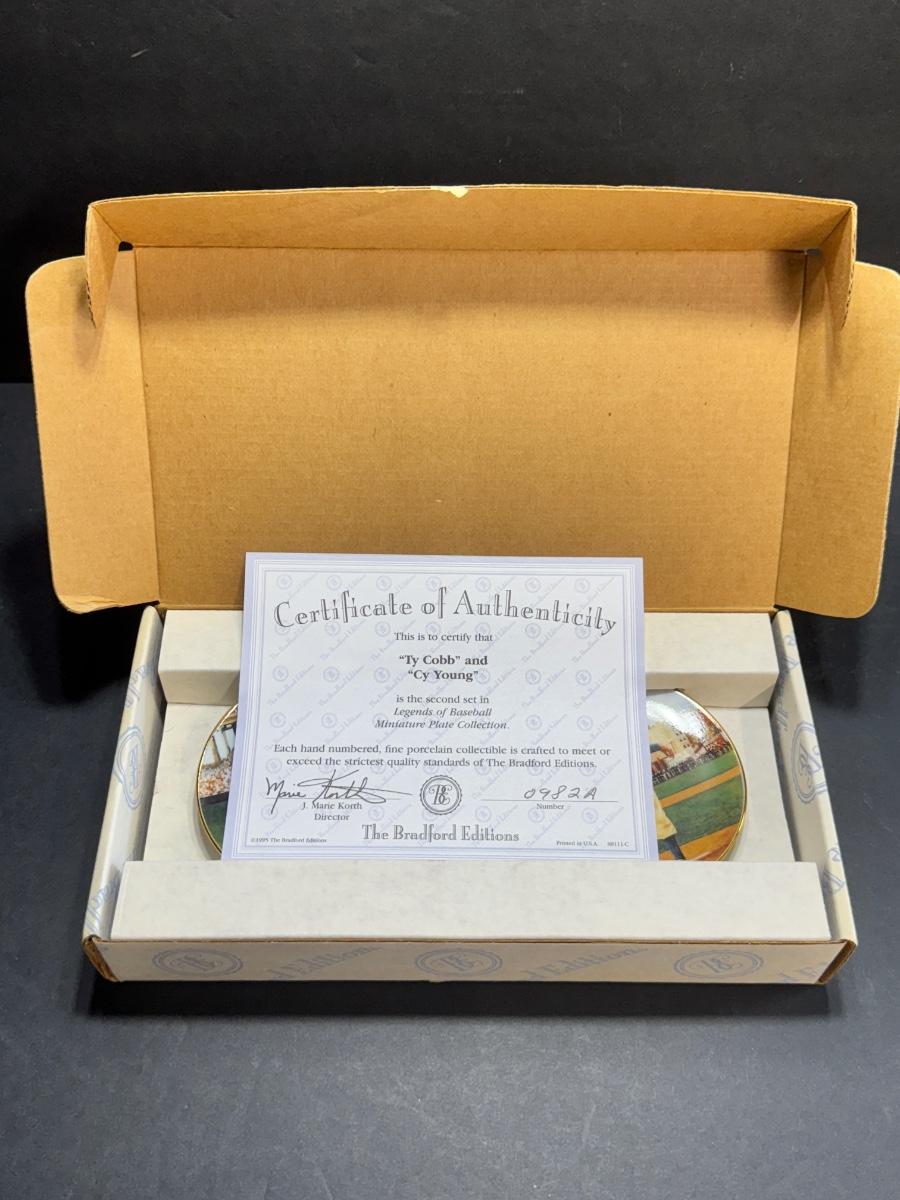 Certificate of Authenticity
This is to certify that
"Ty Cobb" and
"Cy Young"
is the second set in
Legends of Baseball
Miniature Plate Collection.
Each hand numbered, fine porcelain collectible is crafted to meet or
exceed the strictest quality standards of The Bradford Editions.
Marie Korth
0982A
J. Marie Korth
Number
Director
The Bradford Editions
©1995 The Bradford Editions
Printed in U.S.A.